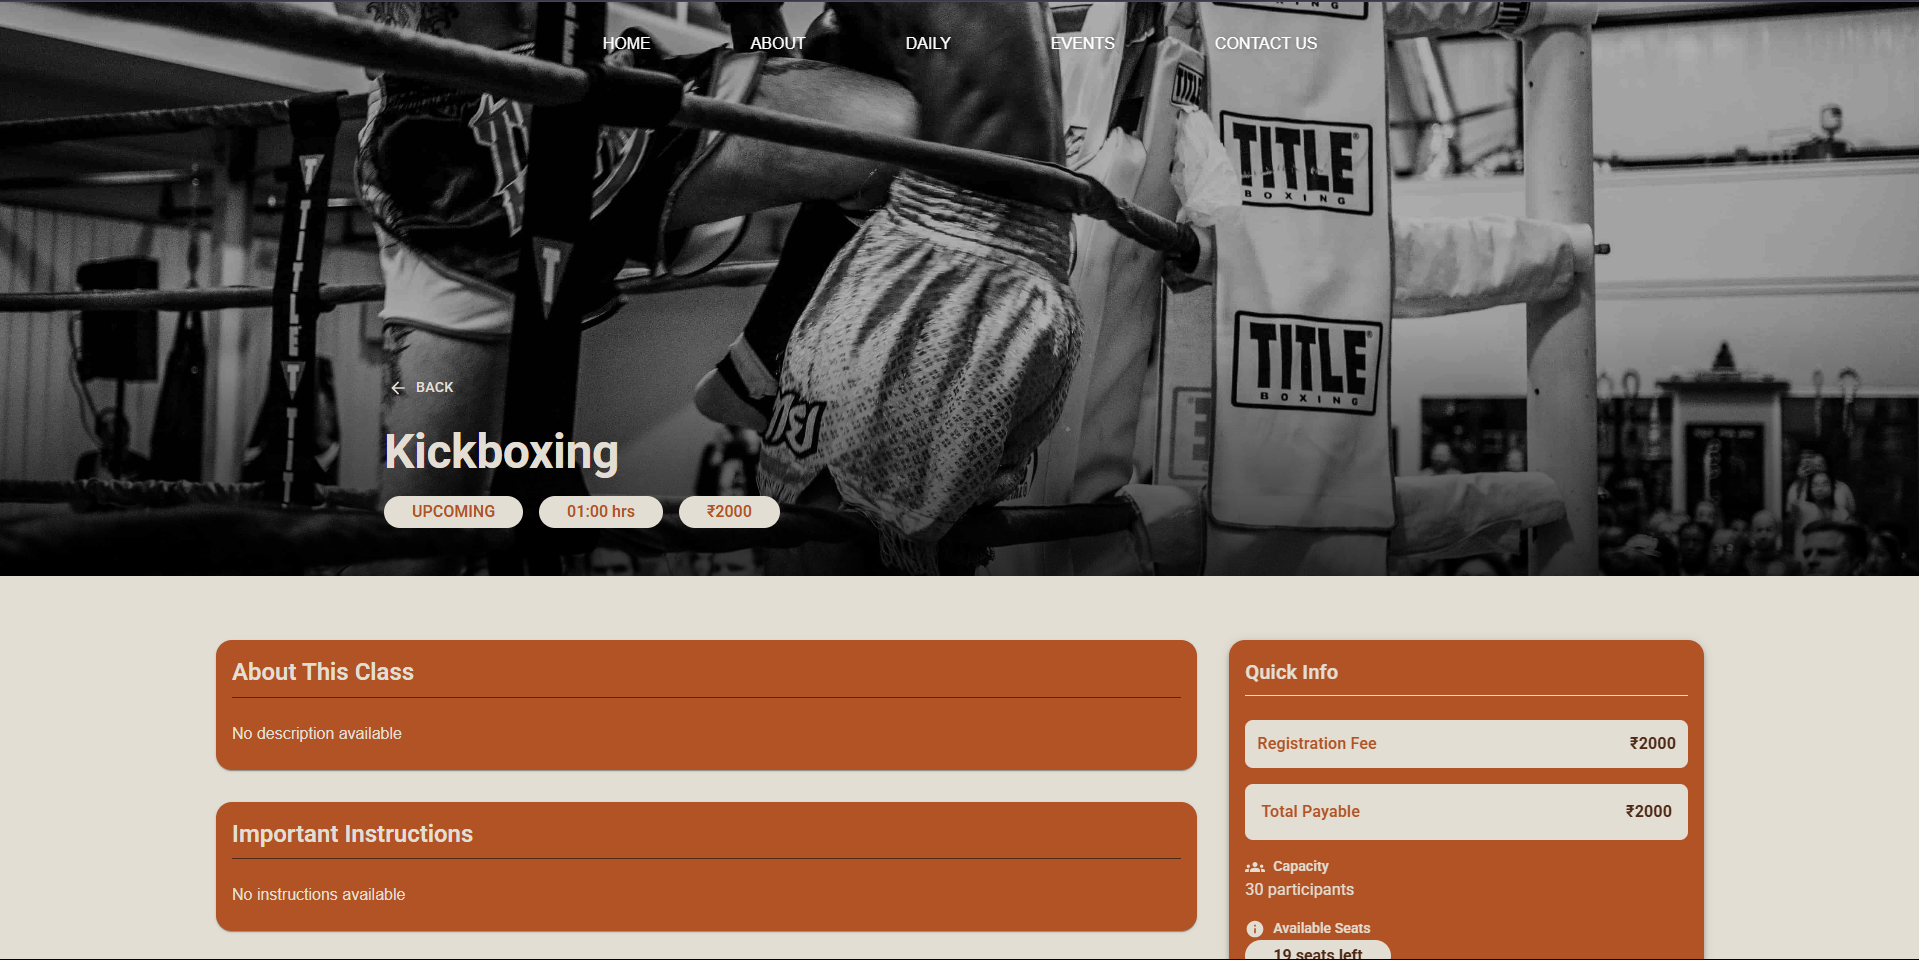 HOME
ABOUT
DAILY
EVENTS
CONTACT US
TITLE
TITLE
BOXING
TITLE
TITLE
BOXING
BACK
Kickboxing
UPCOMING
01:00 hrs
₹2000
About This Class
No description available
Important Instructions
No instructions available
Quick Info
Registration Fee ₹2000
Total Payable ₹2000
Capacity
30 participants
Available Seats
19 seats left